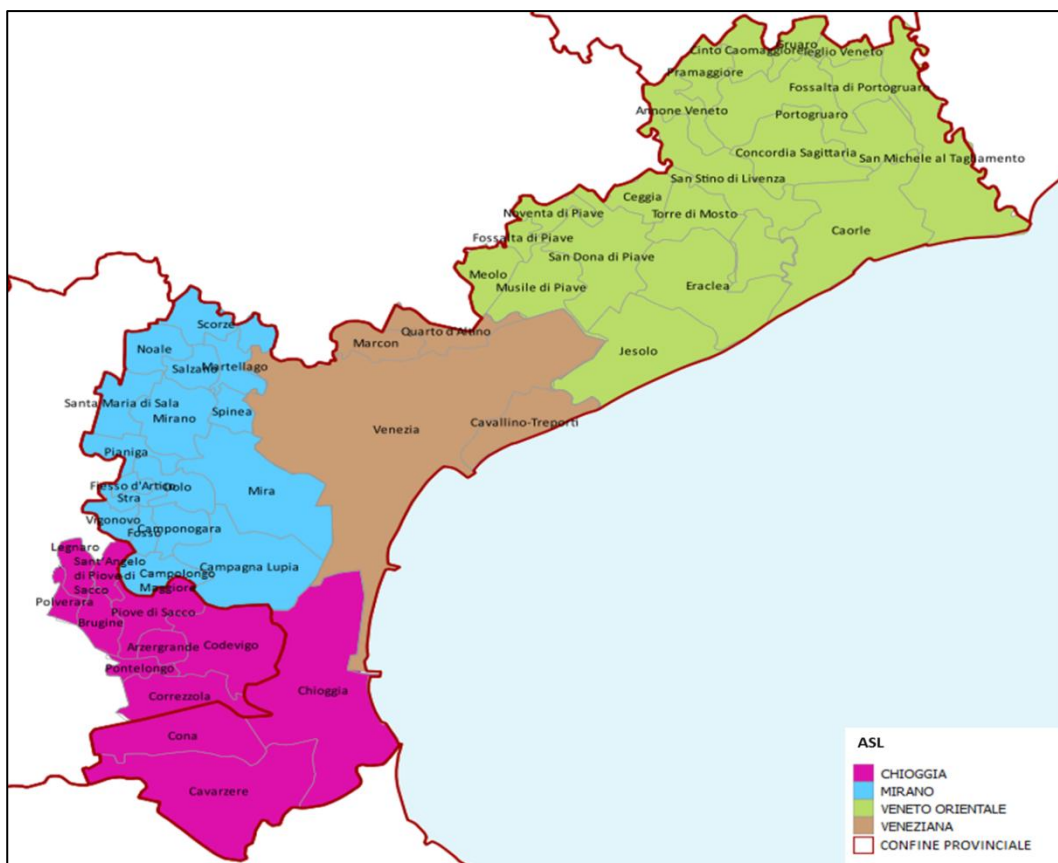 Gruaro
Cinto Caomaggiore
Teglio Veneto
Pramaggiore
Fossalta di Portogruaro
Annone Veneto
Portogruaro
Concordia Sagittaria
San Michele al Tagliamento
San Stino di Livenza
Ceggia
Noventa di Piave
Torre di Mosto
Caorle
Fossalta di Piave
San Dona di Piave
Meolo
Musile di Piave
Eraclea
Scorze
Quarto d'Altino
Marcon
Noale
Jesolo
Salzano
Martellago
Santa Maria di Sala
Spinea
Mirano
Cavallino-Treporti
Venezia
Pianiga
Fiesso d'Artico
Dolo
Mira
Stra
Vigonovo
Fosso
Camponogara
Legnaro
Sant'Angelo
di Piove di
Sacco
Campolongo
Maggiore
Campagna Lupia
Polverara
Piove di Sacco
Brugine
Arzergrande
Codevigo
Pontelongo
Correzzola
Chioggia
Cona
Cavarzere
ASL
CHIOGGIA
MIRANO
VENETO ORIENTALE
VENEZIANA
CONFINE PROVINCIALE